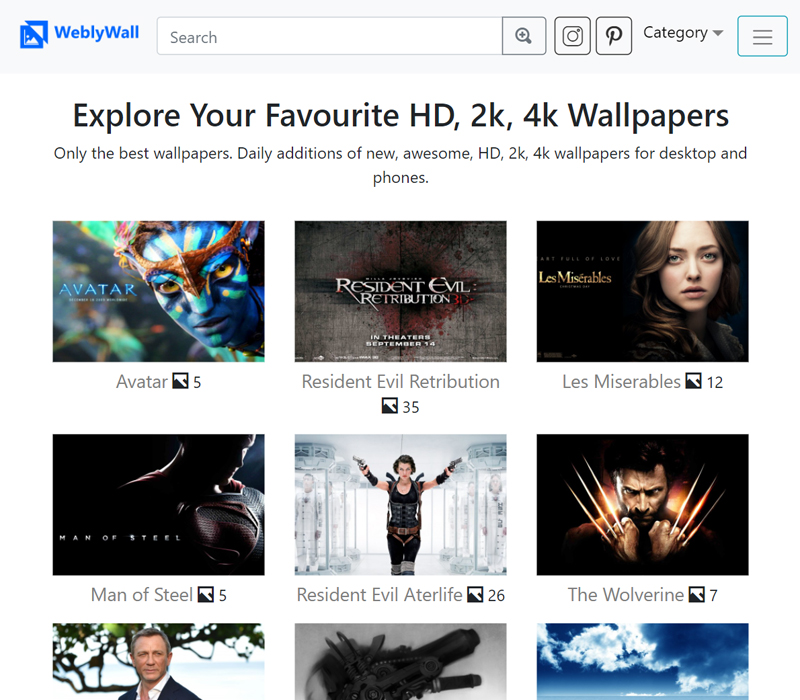 WeblyWall
Search
Category
Explore Your Favourite HD, 2k, 4k Wallpapers
Only the best wallpapers. Daily additions of new, awesome, HD, 2k, 4k wallpapers for desktop and
phones.
AVATAR
RESIDENT EVIL
RETRIBUTION 3D
IN THEATERS
SEPTEMBER 14
ART FULL OF LOVE
Les Misérables
CHRISTMAS DAY
Avatar 5
Resident Evil Retribution
35
Les Miserables 12
MAN OF STEEL
Man of Steel 5
Resident Evil Aterlife 26
The Wolverine 7